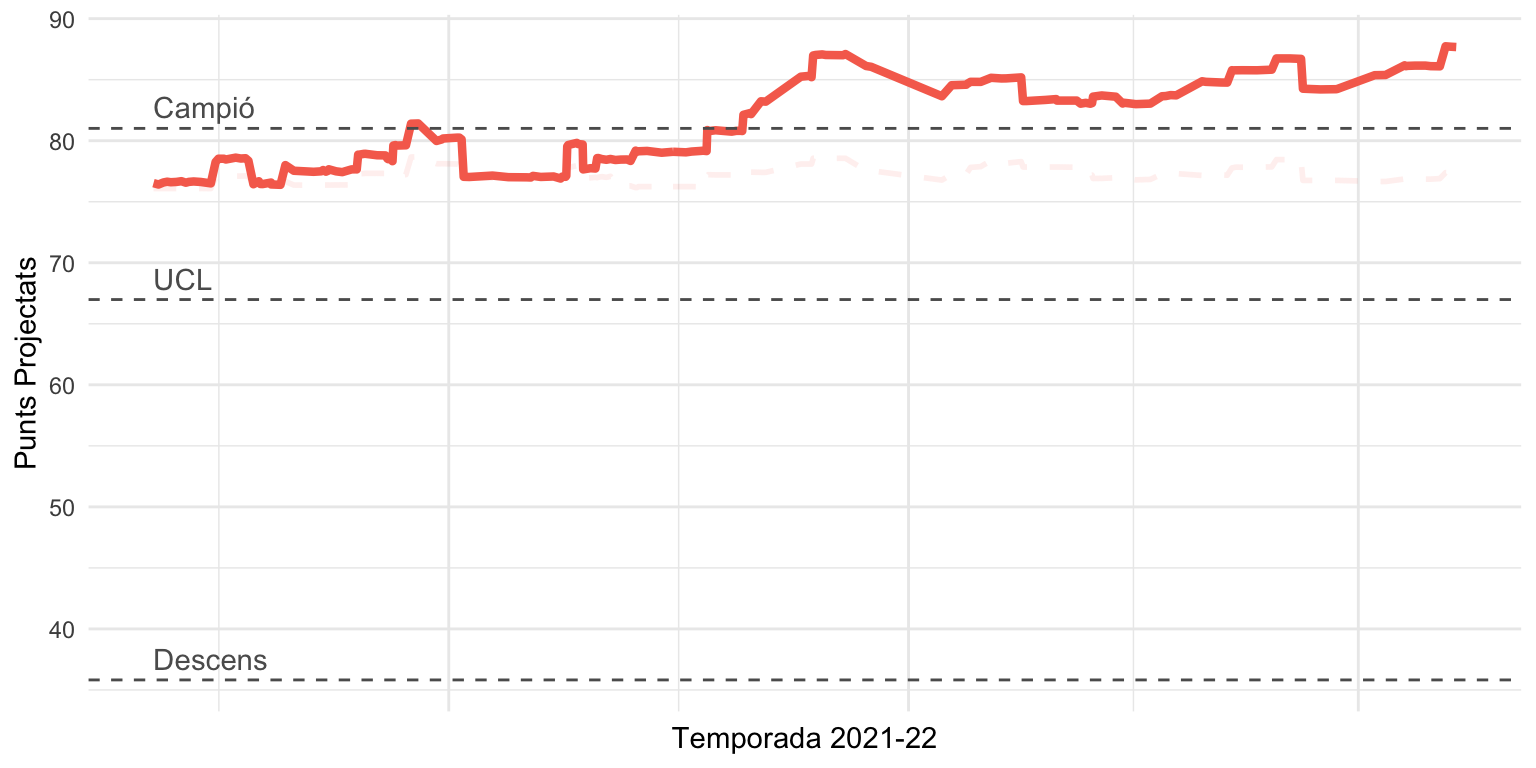 90
Campió
80
UCL
70
60
50
40
Descens
Punts Projectats
Temporada 2021-22